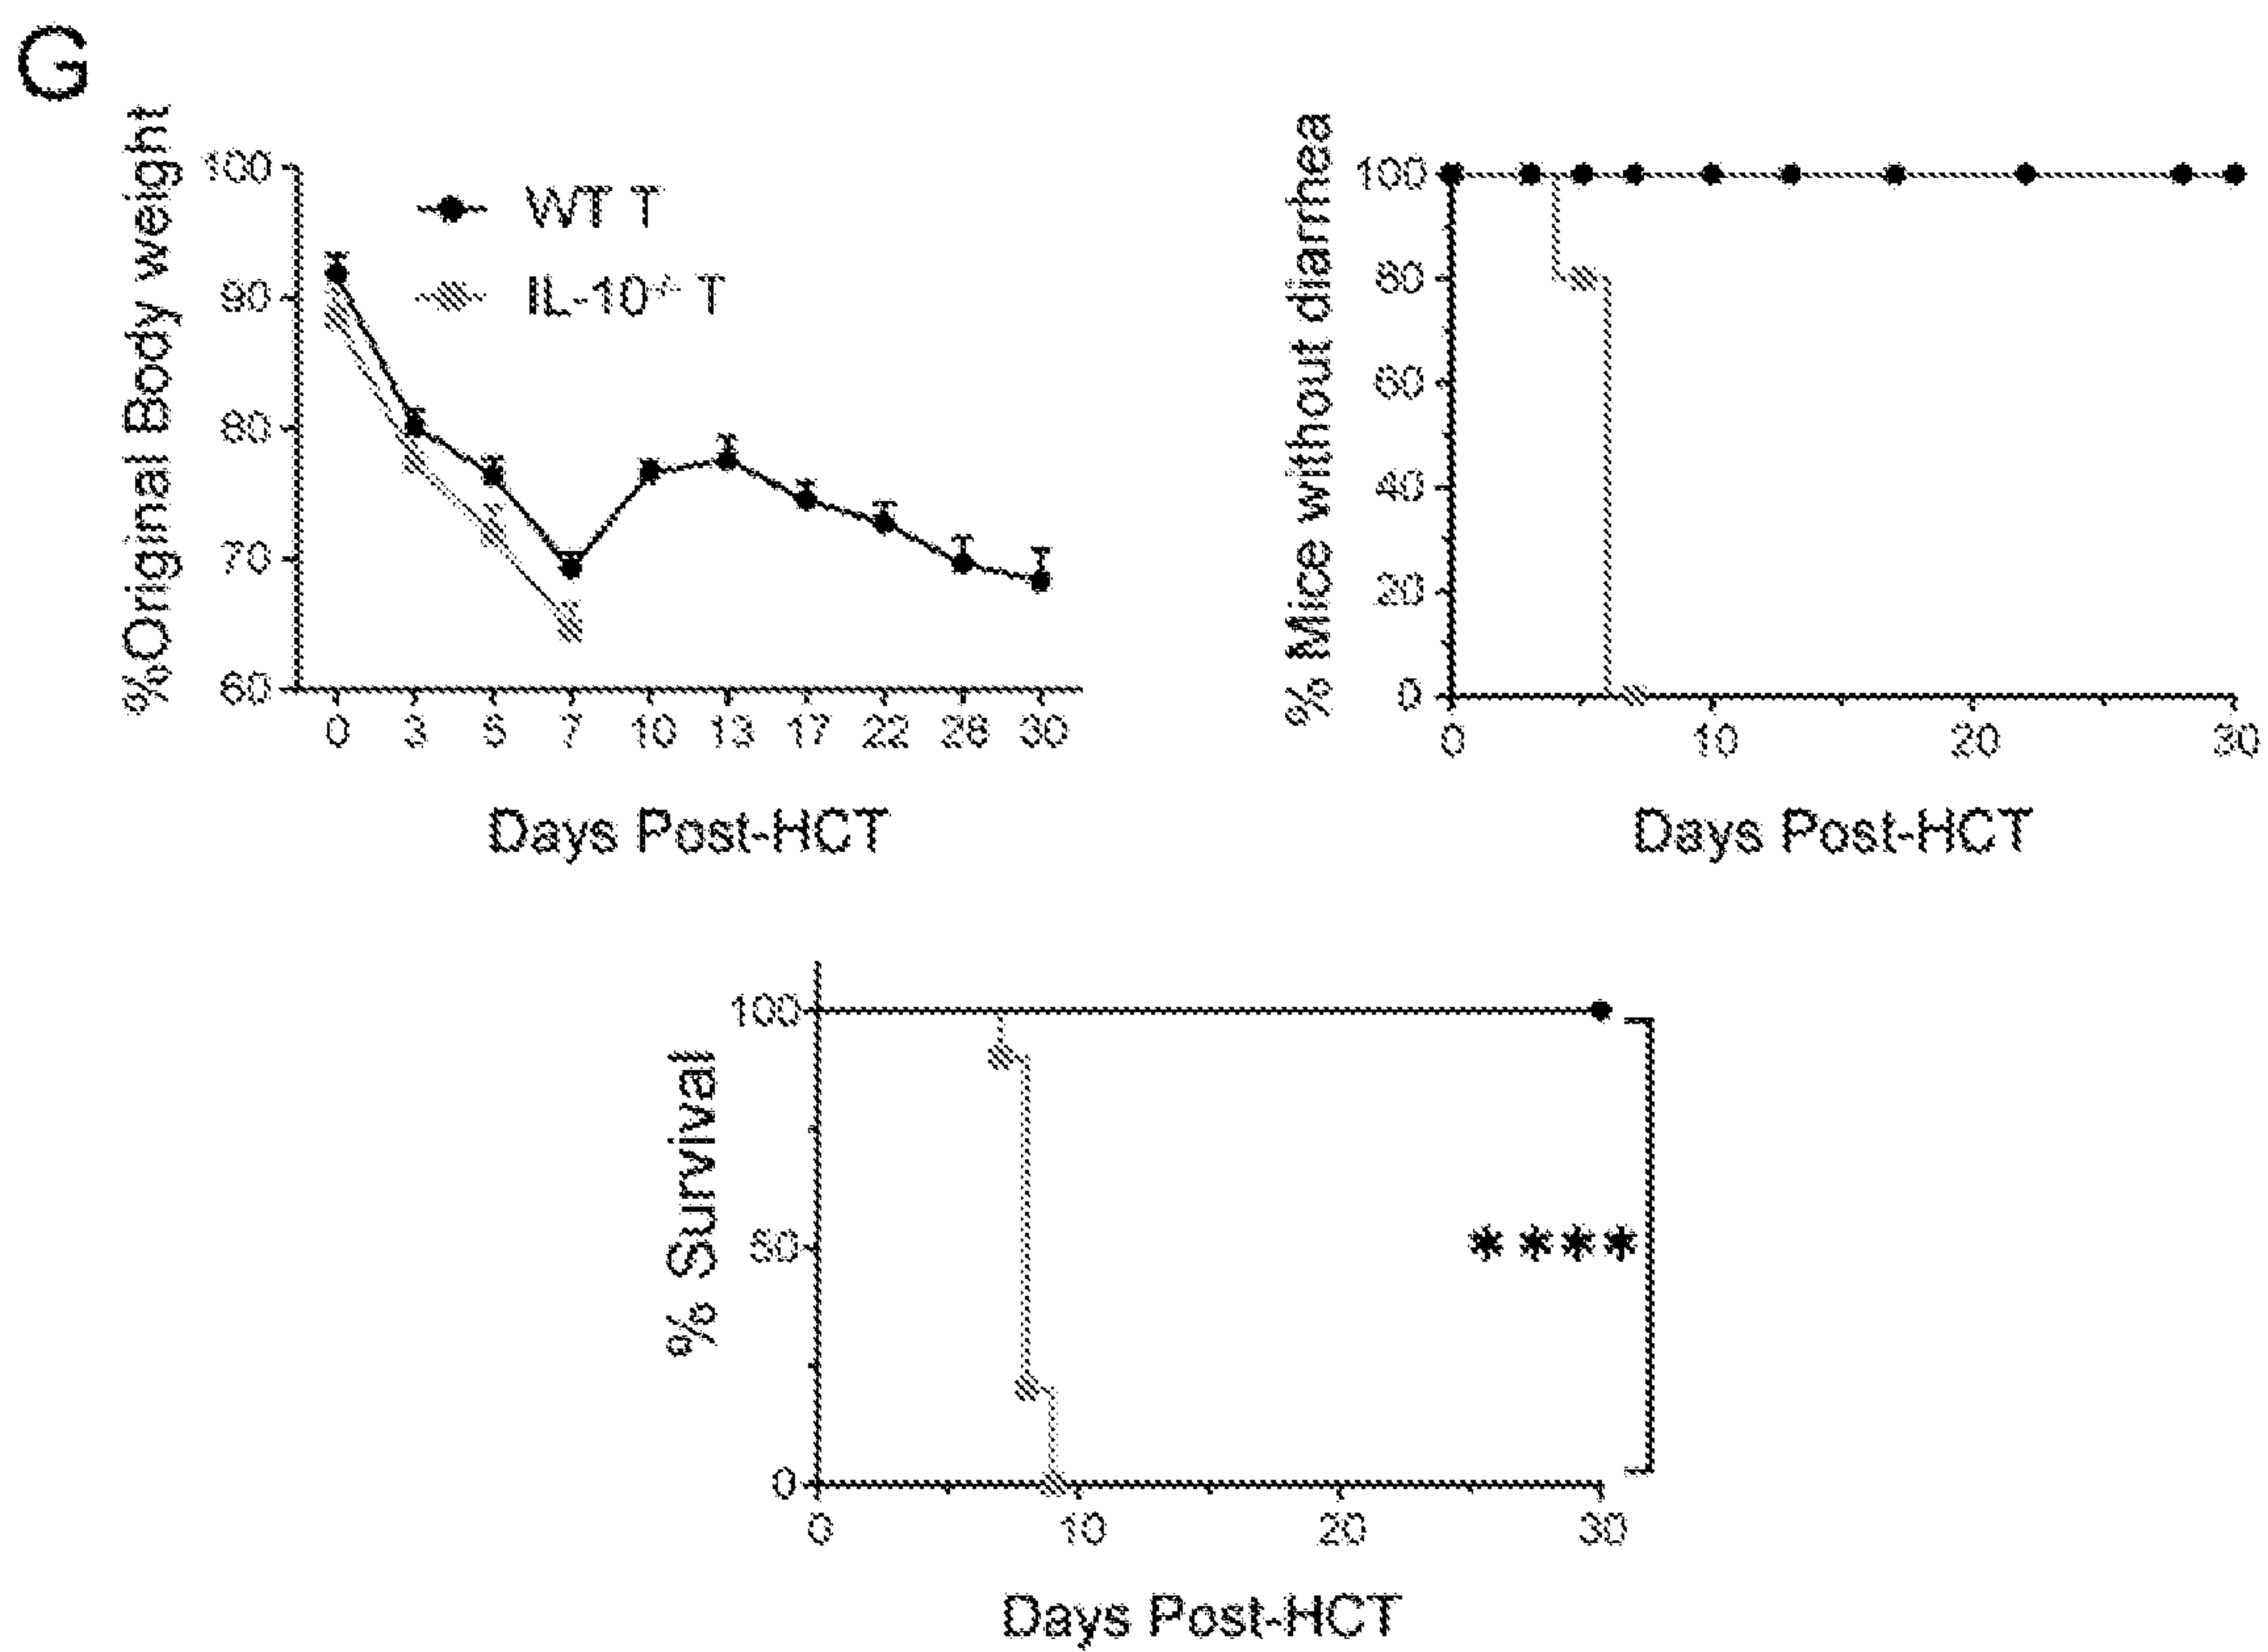 G
%Original Body weight
100
90
80
70
60
WT T
IL-10-/- T
0 3 5 7 10 13 17 22 28 30
Days Post-HCT
% Mice without diarrhea
100
80
60
40
20
0
0 10 20 30
Days Post-HCT
% Survival
100
50
0
****
0 10 20 30
Days Post-HCT